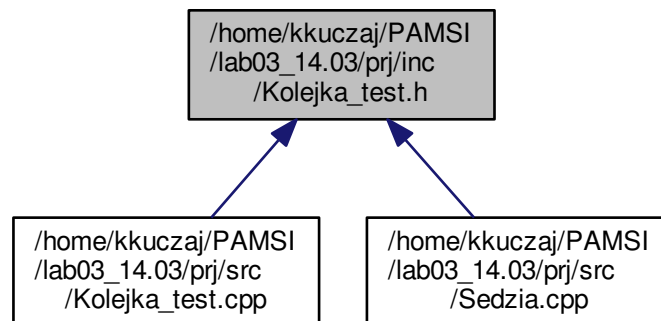 /home/kkuczaj/PAMSI
/lab03_14.03/prj/inc
/Kolejka_test.h
/home/kkuczaj/PAMSI
/lab03_14.03/prj/src
/Kolejka_test.cpp
/home/kkuczaj/PAMSI
/lab03_14.03/prj/src
/Sedzia.cpp